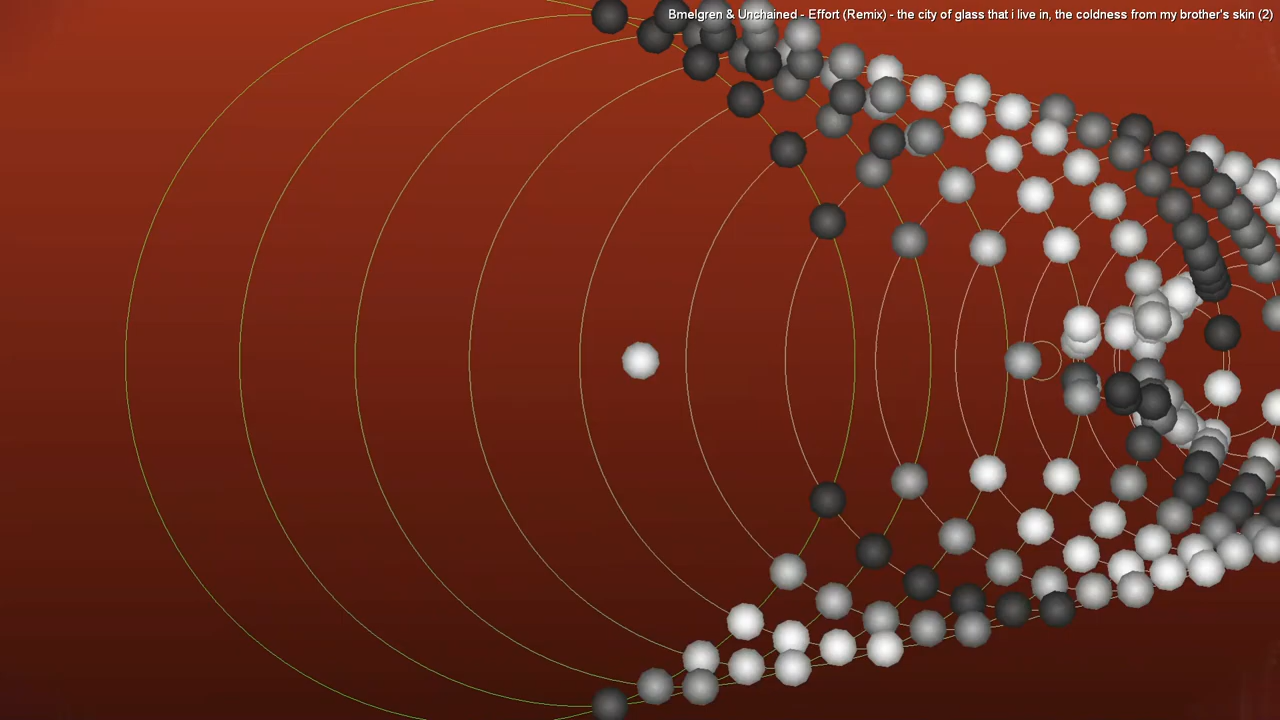 Bmelgren & Unchained - Effort (Remix) - the city of glass that i live in, the coldness from my brother's skin (2)